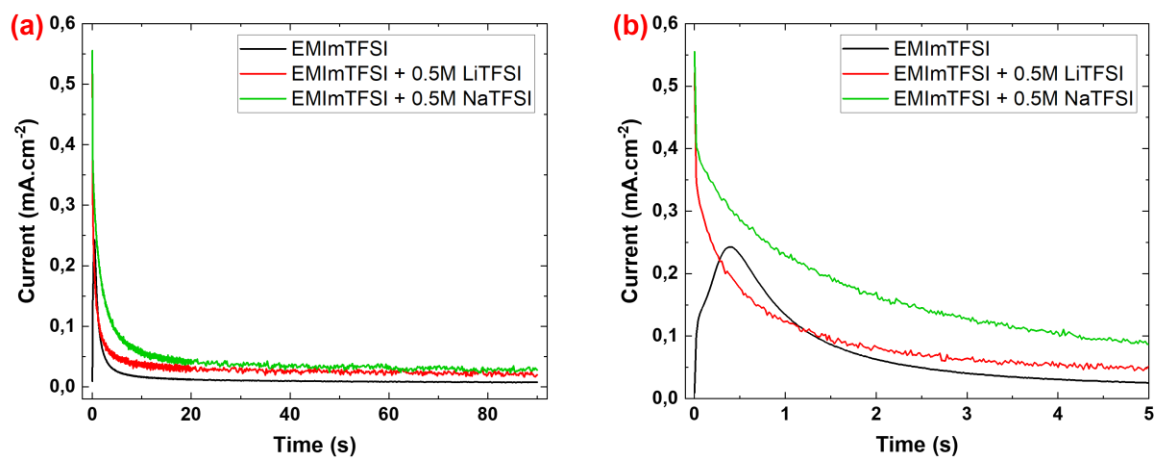 (a)
0,6
0,5
0,4
0,3
0,2
0,1
0,0
Current (mA.cm-2)
EMImTFSI
EMImTFSI + 0.5M LiTFSI
EMImTFSI + 0.5M NaTFSI
0 20 40 60 80
Time (s)
(b)
0,6
0,5
0,4
0,3
0,2
0,1
0,0
Current (mA.cm-2)
EMImTFSI
EMImTFSI + 0.5M LiTFSI
EMImTFSI + 0.5M NaTFSI
0 1 2 3 4 5
Time (s)